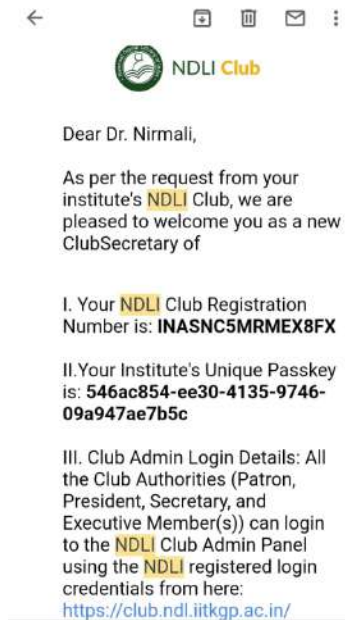 NDLI Club
Dear Dr. Nirmali,
As per the request from your
institute's NDLI Club, we are
pleased to welcome you as a new
ClubSecretary of
I. Your NDLI Club Registration
Number is: INASNC5MRMEX8FX
II.Your Institute's Unique Passkey
is: 546ac854-ee30-4135-9746-
09a947ae7b5c
III. Club Admin Login Details: All
the Club Authorities (Patron,
President, Secretary, and
Executive Member(s)) can login
to the NDLI Club Admin Panel
using the NDLI registered login
credentials from here:
https://club.ndl.iitkgp.ac.in/